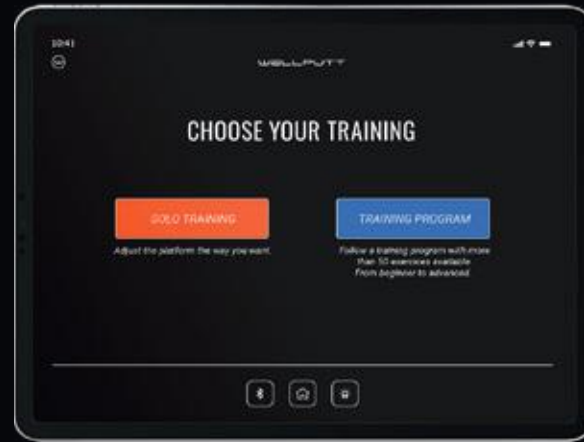 10:41
WELLPUTT
CHOOSE YOUR TRAINING
SOLO TRAINING
TRAINING PROGRAM
Adjust the platform the way you want.
Follow a training program with more
than 50 exercises available
From beginner to advanced.